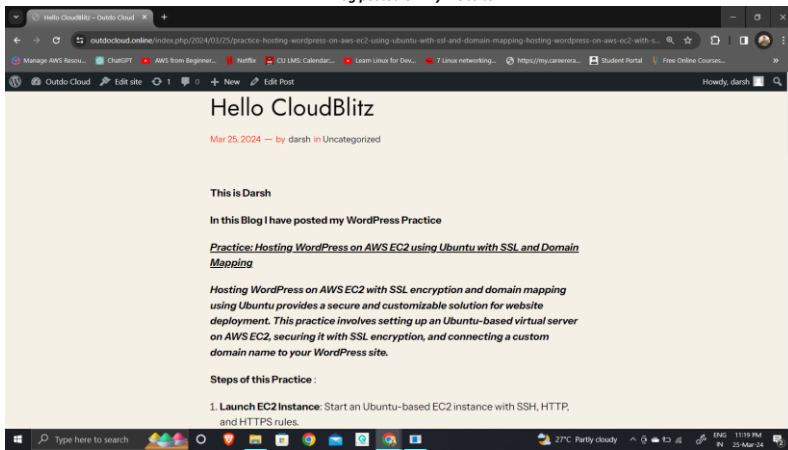 Hello CloudBlitz – Outdo Cloud
outdocloud.online/index.php/2024/03/25/practice-hosting-wordpress-on-aws-ec2-using-ubuntu-with-ssl-and-domain-mapping-hosting-wordpress-on-aws-ec2-with-s...
Manage AWS Resou... ChatGPT AWS from Beginner... Netflix CU LMS: Calendar:... Learn Linux for Dev... 7 Linux networking... https://my.careerera... Student Portal Free Online Courses... »
Outdo Cloud Edit site 1 0 + New Edit Post Howdy, darsh
Hello CloudBlitz
Mar 25, 2024 — by darsh in Uncategorized
This is Darsh
In this Blog I have posted my WordPress Practice
Practice: Hosting WordPress on AWS EC2 using Ubuntu with SSL and Domain
Mapping
Hosting WordPress on AWS EC2 with SSL encryption and domain mapping
using Ubuntu provides a secure and customizable solution for website
deployment. This practice involves setting up an Ubuntu-based virtual server
on AWS EC2, securing it with SSL encryption, and connecting a custom
domain name to your WordPress site.
Steps of this Practice :
1. Launch EC2 Instance: Start an Ubuntu-based EC2 instance with SSH, HTTP,
and HTTPS rules.
Type here to search 27°C Partly cloudy ENG 11:19 PM
IN 25-Mar-24